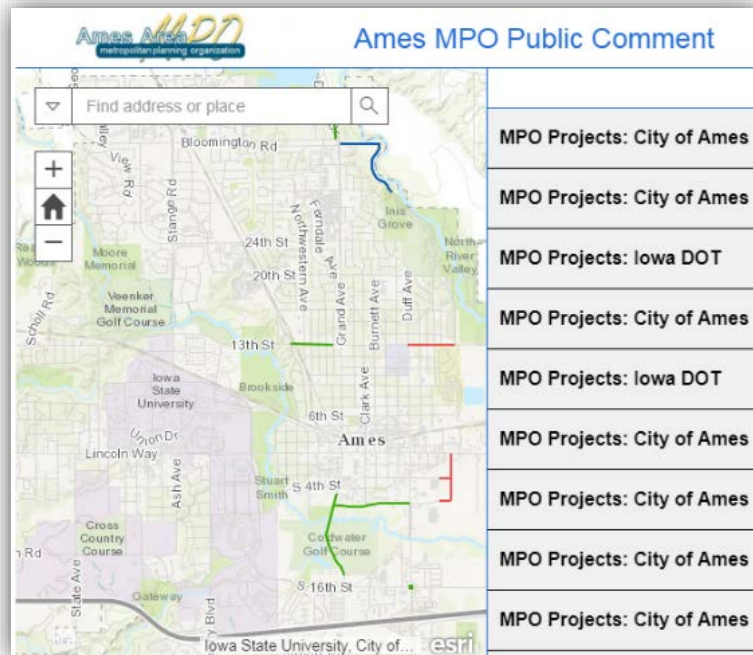 Ames Area MPO
metropolitan planning organization
Ames MPO Public Comment
Find address or place
Bloomington Rd
View Rd
Stange Rd
Inis
Grove
Ferndale Ave
Northwestern Ave
24th St
North
River
Valley
Moore
Memorial
20th St
Grand Ave
Burnett Ave
Duff Ave
Scholl Rd
Veenker
Memorial
Golf Course
13th St
Iowa
State
University
Brookside
Clark Ave
6th St
Union Dr
Ames
Lincoln Way
Ash Ave
Stuart
Smith
S 4th St
Cross
Country
Course
Coldwater
Golf Course
n Rd
State Ave
S 16th St
Gateway
ry Blvd
Iowa State University, City of...
esri
MPO Projects: City of Ames
MPO Projects: City of Ames
MPO Projects: Iowa DOT
MPO Projects: City of Ames
MPO Projects: Iowa DOT
MPO Projects: City of Ames
MPO Projects: City of Ames
MPO Projects: City of Ames
MPO Projects: City of Ames